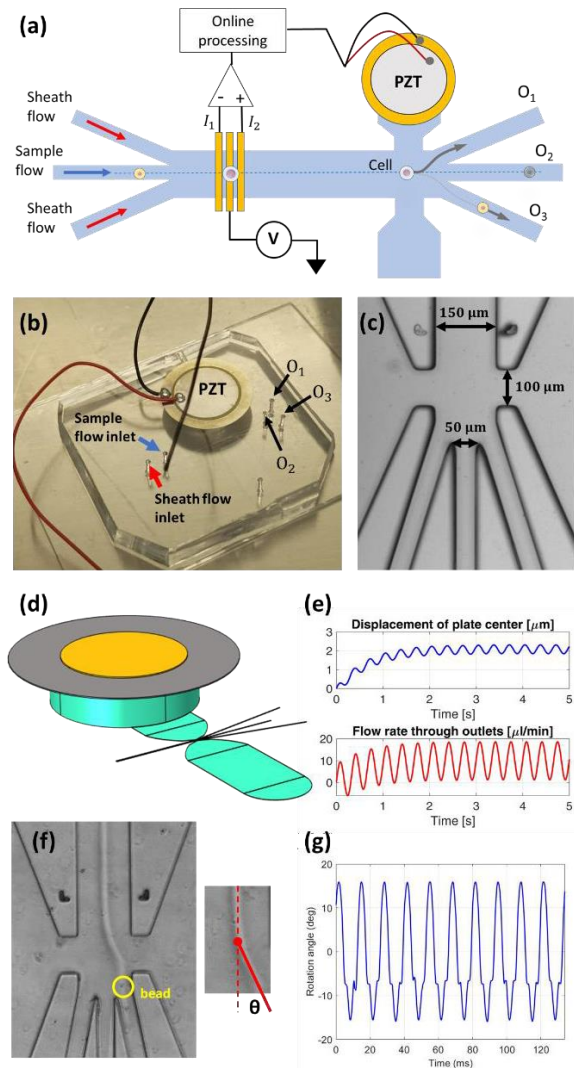 (a)
Online
processing
PZT
- +
I1 I2
Sheath
flow
Sample
flow
Sheath
flow
Cell
V
O1
O2
O3
(b)
PZT
O1
O3
O2
Sample
flow inlet
Sheath flow
inlet
(c)
150 μm
100 μm
50 μm
(d)
(e)
Displacement of plate center [μm]
3
2
1
0
0 1 2 3 4 5
Time [s]
Flow rate through outlets [μl/min]
20
10
0
0 1 2 3 4 5
Time [s]
(f)
bead
θ
(g)
Rotation angle (deg)
20
10
0
-10
-20
0 20 40 60 80 100 120
Time (ms)